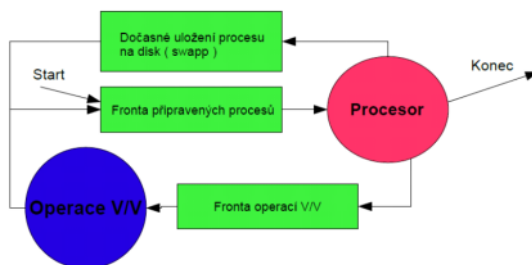 Dočasné uložení procesu
na disk ( swapp )
Start
Konec
Fronta připravených procesů
Procesor
Operace V/V
Fronta operací V/V